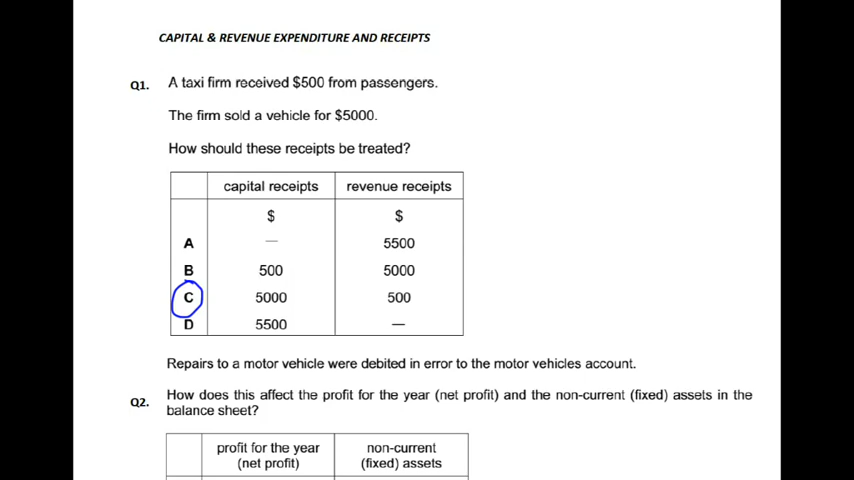 CAPITAL & REVENUE EXPENDITURE AND RECEIPTS
Q1. A taxi firm received $500 from passengers.
The firm sold a vehicle for $5000.
How should these receipts be treated?
capital receipts revenue receipts
$ $
A — 5500
B 500 5000
C 5000 500
D 5500 —
Repairs to a motor vehicle were debited in error to the motor vehicles account.
Q2. How does this affect the profit for the year (net profit) and the non-current (fixed) assets in the
balance sheet?
profit for the year non-current
(net profit) (fixed) assets